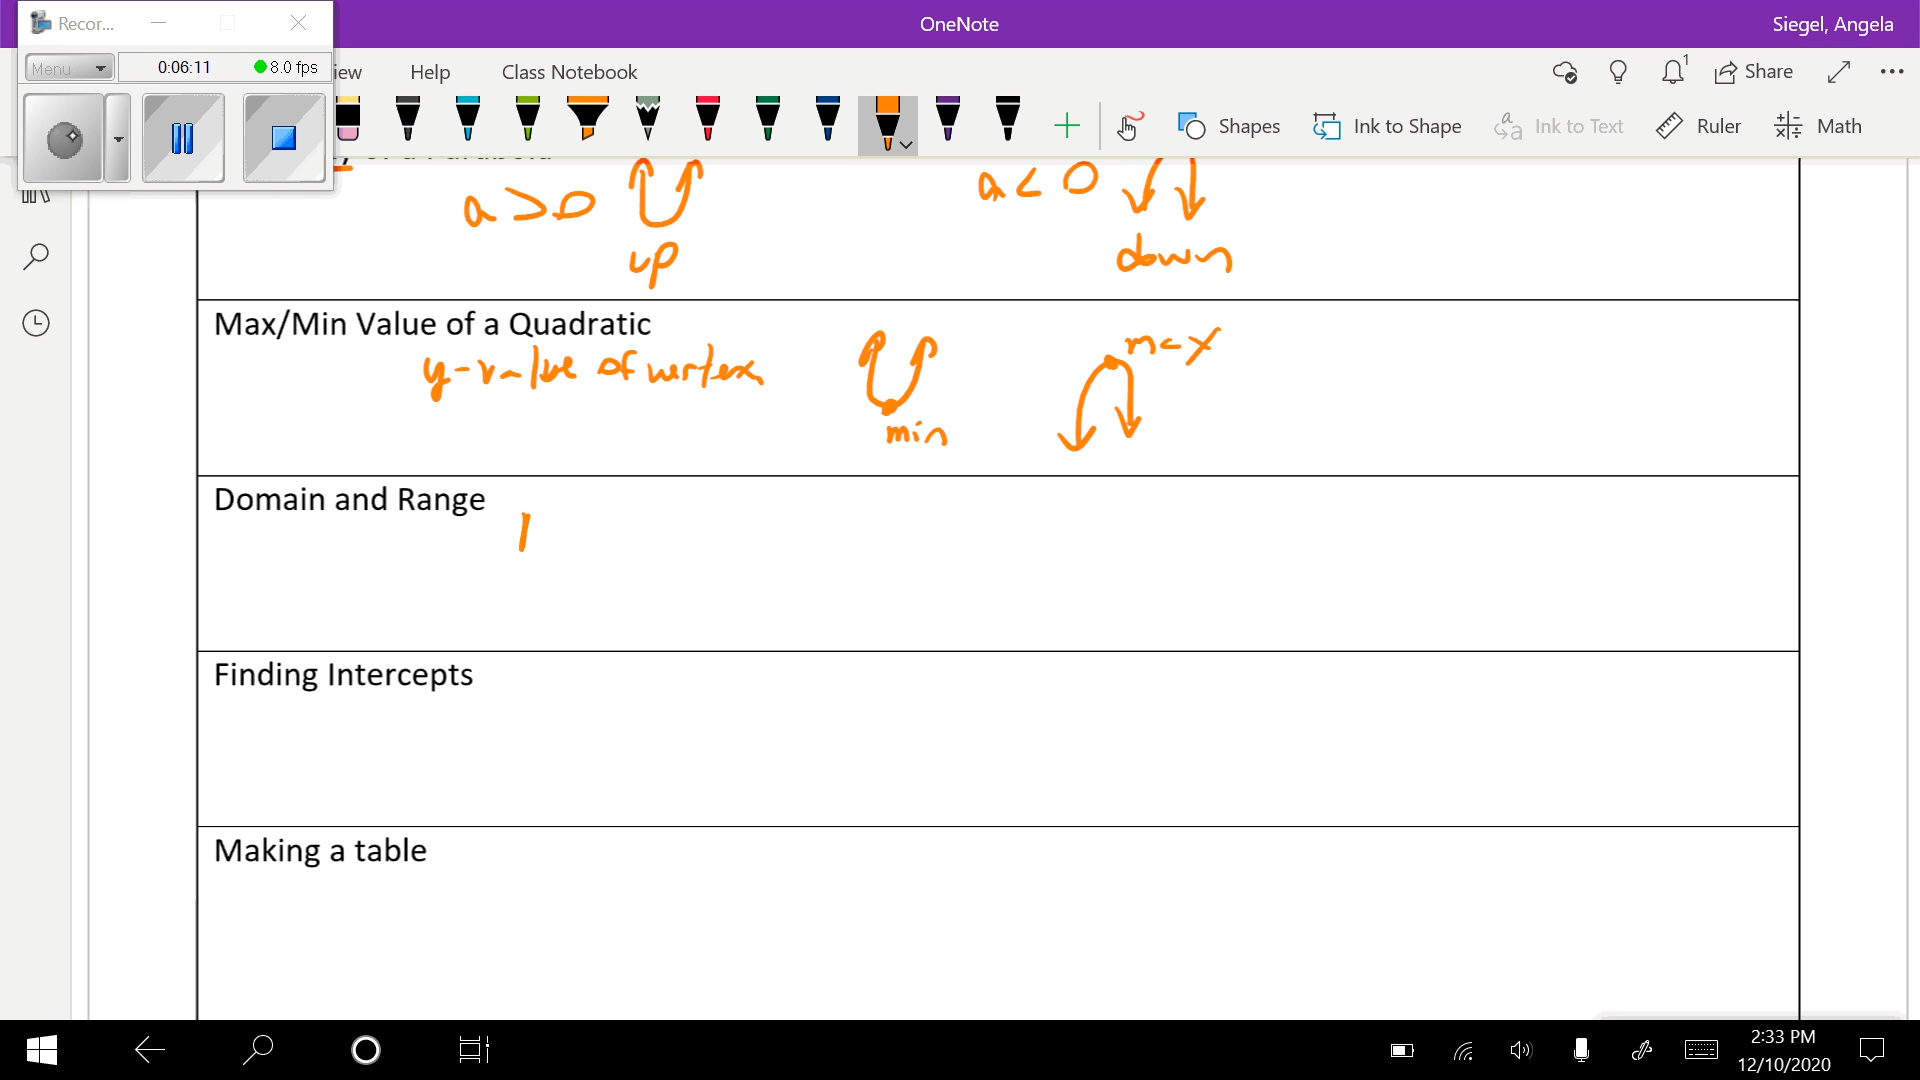 Recor...
OneNote
Siegel, Angela
Menu
0:06:11
8.0 fps
iew
Help
Class Notebook
1
Share
Shapes
Ink to Shape
Ink to Text
Ruler
Math
a > 0
up
a < 0
down
Max/Min Value of a Quadratic
y-value of vertex
min
max
Domain and Range
Finding Intercepts
Making a table
2:33 PM
12/10/2020